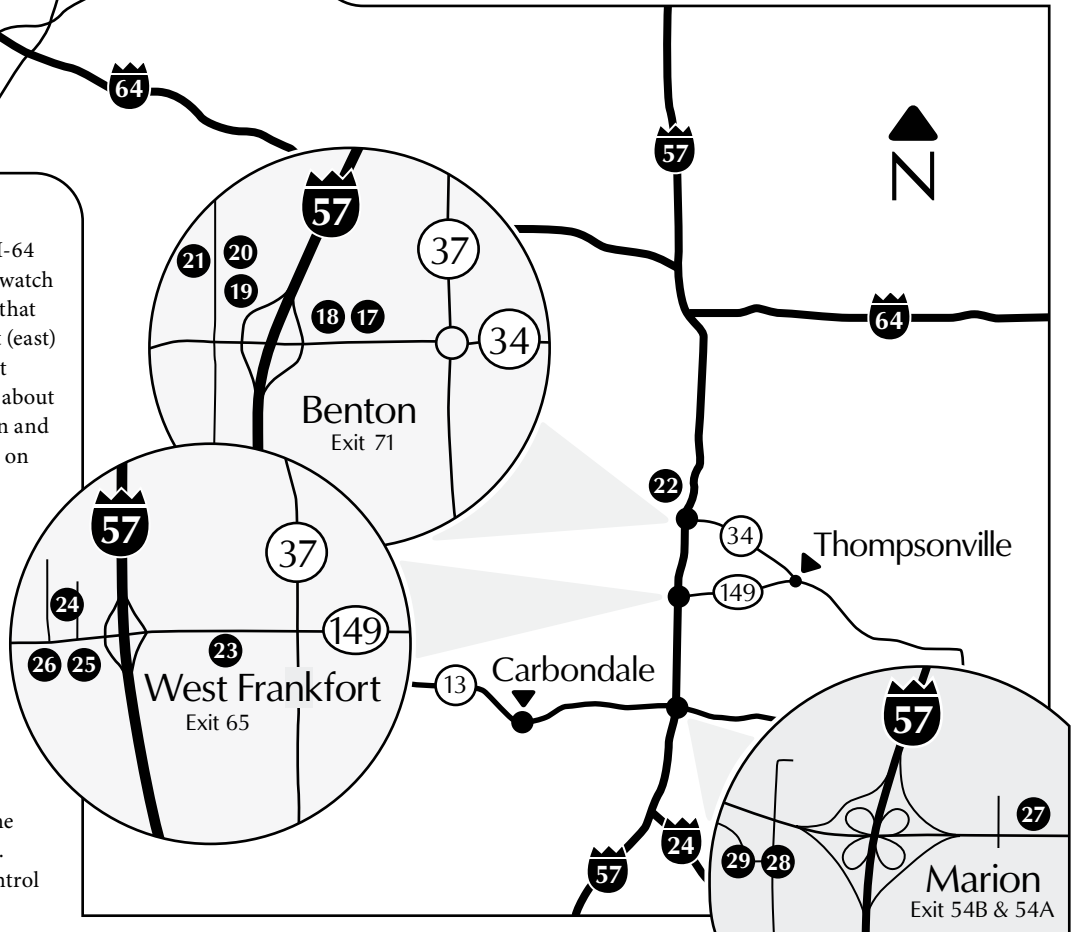 64
57
N
I-64
watch
that
(east)
about
and
on
57
37
21
20
19
18
17
34
64
Benton
Exit 71
22
34
Thompsonville
149
57
37
24
149
23
26
25
West Frankfort
Exit 65
Carbondale
13
57
27
24
57
29
28
Marion
Exit 54B & 54A